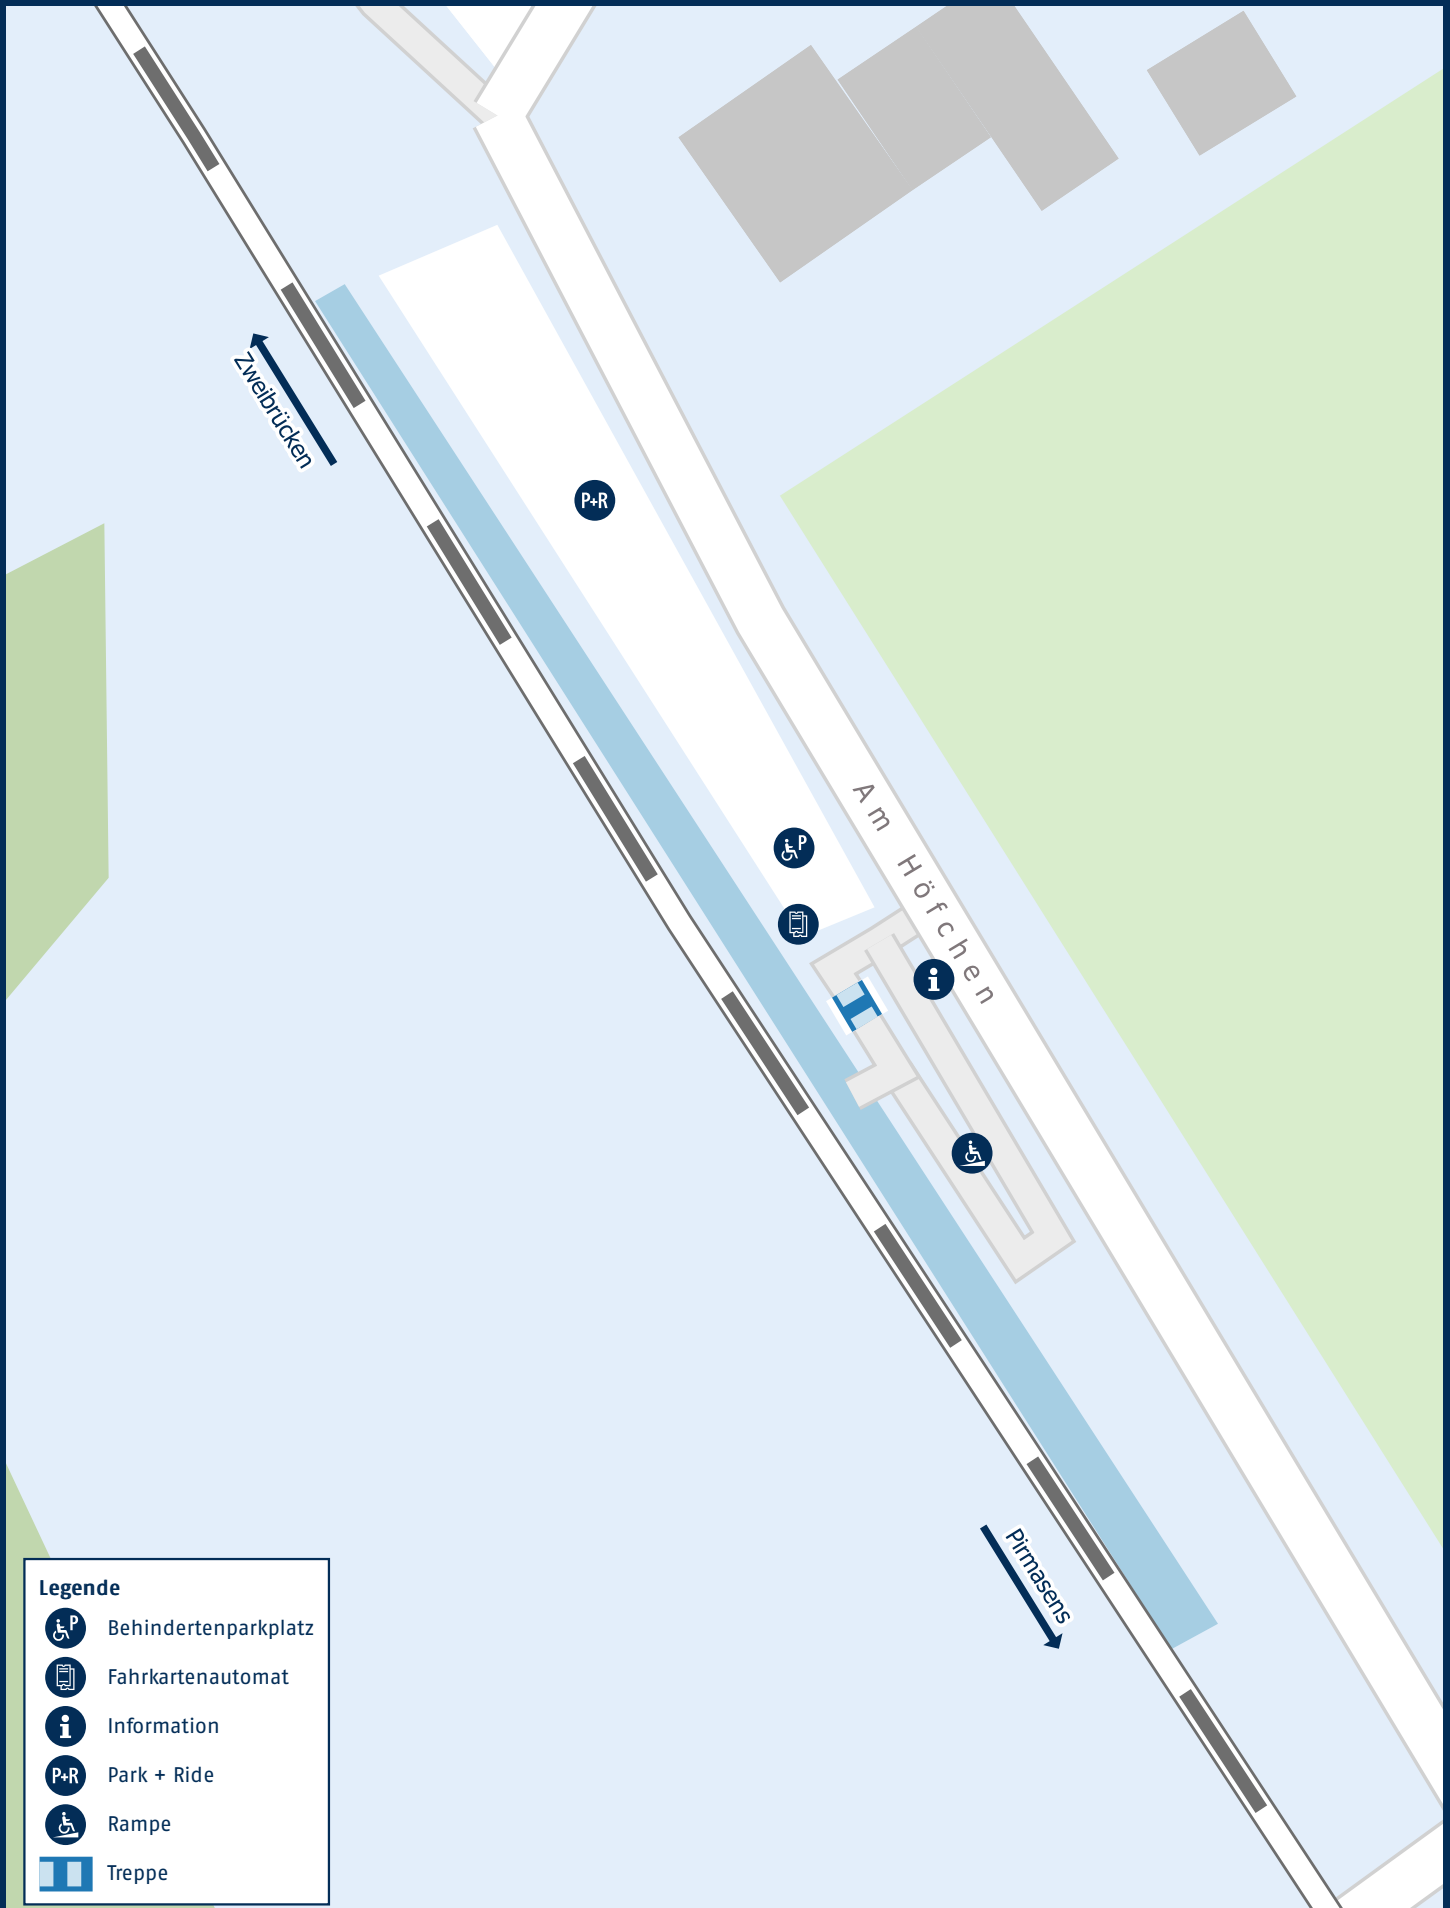 Zweibrücken
P+R
P
Am Höfchen
i
Pirmasens
Legende
P
Behindertenparkplatz
Fahrkartenautomat
i
Information
P+R
Park + Ride
Rampe
Treppe